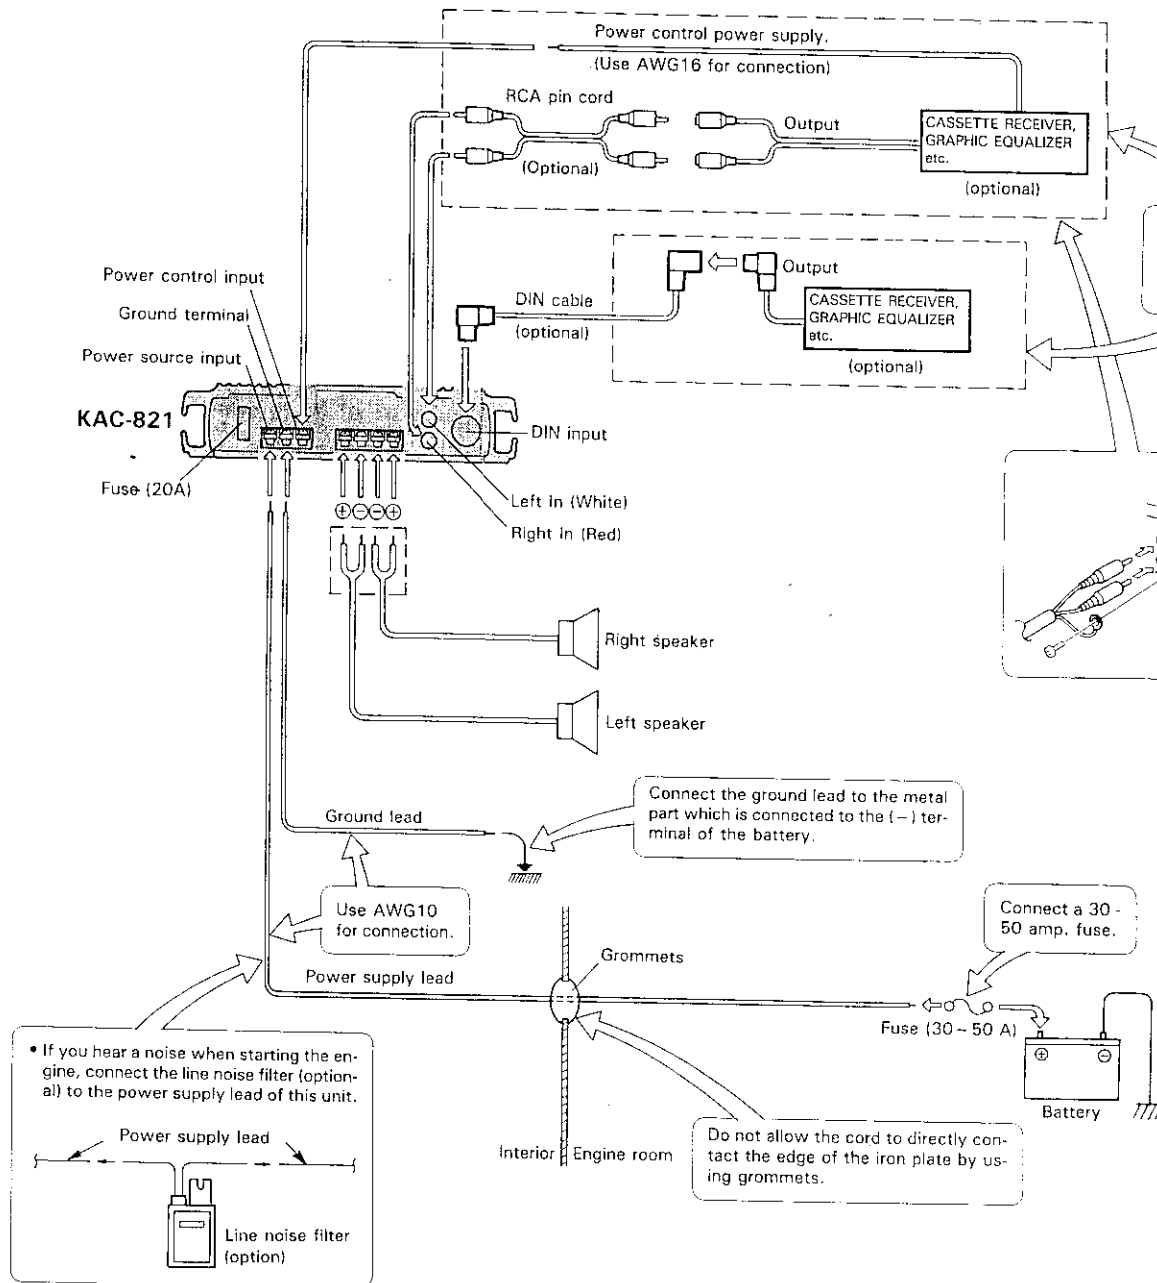 Power control power supply.
(Use AWG16 for connection)
RCA pin cord
(Optional)
Output
CASSETTE RECEIVER,
GRAPHIC EQUALIZER
etc.
(optional)
Output
DIN cable
(optional)
CASSETTE RECEIVER,
GRAPHIC EQUALIZER
etc.
(optional)
Power control input
Ground terminal
Power source input
KAC-821
Fuse (20A)
DIN input
Left in (White)
Right in (Red)
⊕ ⊖ ⊖ ⊕
Right speaker
Left speaker
Ground lead
Connect the ground lead to the metal
part which is connected to the (−) ter-
minal of the battery.
Use AWG10
for connection.
Connect a 30 -
50 amp. fuse.
Grommets
Power supply lead
Fuse (30 ~ 50 A)
⊕ ⊖
Battery
• If you hear a noise when starting the en-
gine, connect the line noise filter (option-
al) to the power supply lead of this unit.
Power supply lead
Line noise filter
(option)
Interior
Engine room
Do not allow the cord to directly con-
tact the edge of the iron plate by us-
ing grommets.